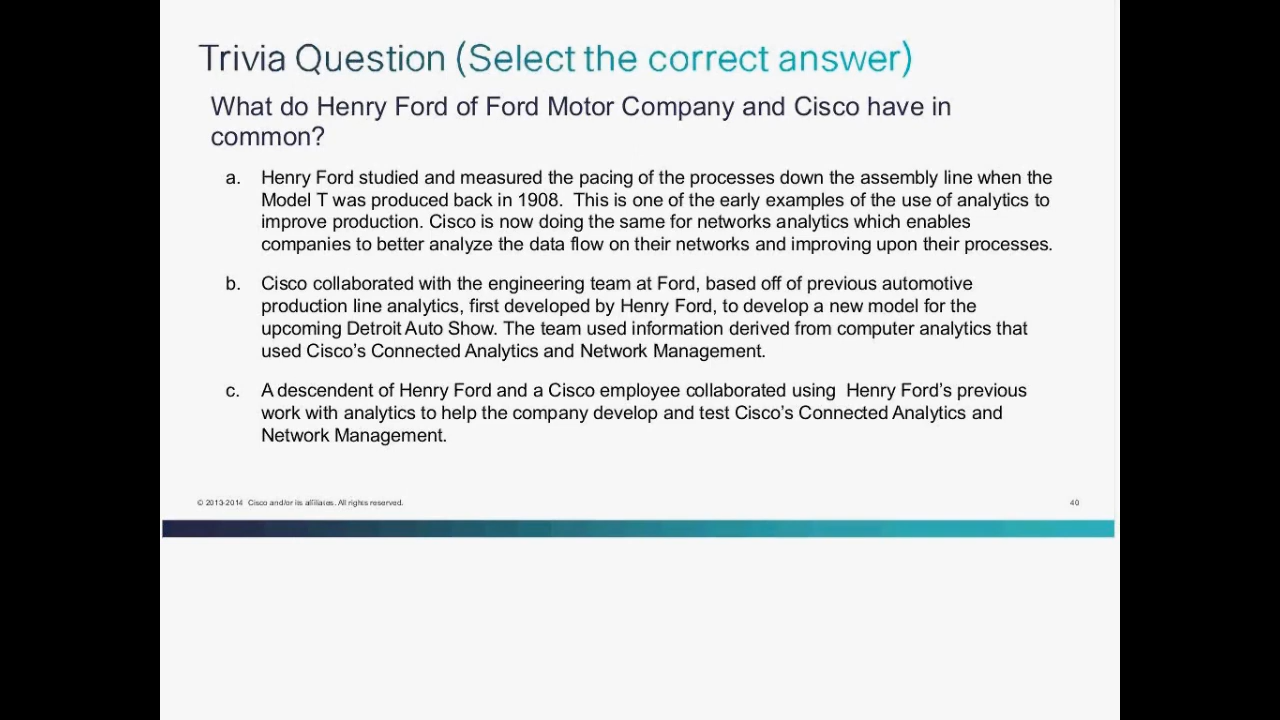 Trivia Question (Select the correct answer)
What do Henry Ford of Ford Motor Company and Cisco have in
common?
a. Henry Ford studied and measured the pacing of the processes down the assembly line when the
Model T was produced back in 1908.  This is one of the early examples of the use of analytics to
improve production. Cisco is now doing the same for networks analytics which enables
companies to better analyze the data flow on their networks and improving upon their processes.
b. Cisco collaborated with the engineering team at Ford, based off of previous automotive
production line analytics, first developed by Henry Ford, to develop a new model for the
upcoming Detroit Auto Show. The team used information derived from computer analytics that
used Cisco’s Connected Analytics and Network Management.
c. A descendent of Henry Ford and a Cisco employee collaborated using  Henry Ford’s previous
work with analytics to help the company develop and test Cisco’s Connected Analytics and
Network Management.
© 2013-2014 Cisco and/or its affiliates. All rights reserved. 40